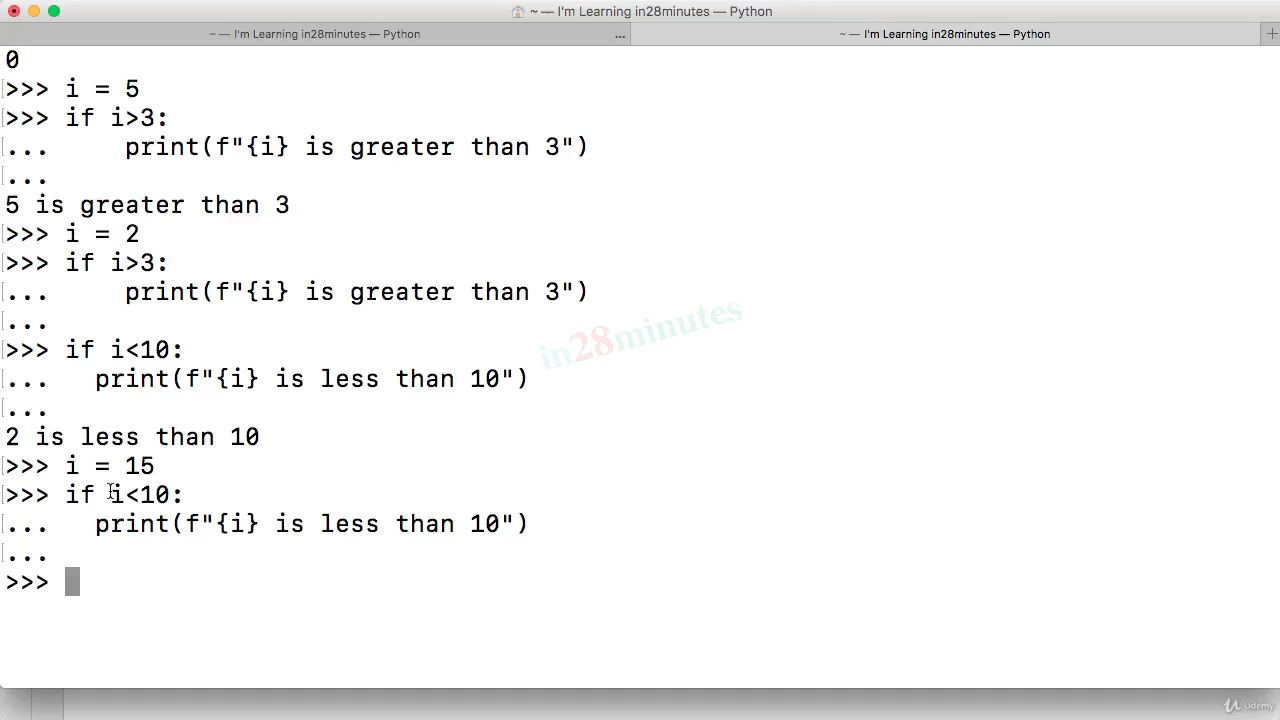 ~ — I'm Learning in28minutes — Python
~ — I'm Learning in28minutes — Python
...
~ — I'm Learning in28minutes — Python
0
>>> i = 5
>>> if i>3:
...     print(f"{i} is greater than 3")
...
5 is greater than 3
>>> i = 2
>>> if i>3:
...     print(f"{i} is greater than 3")
...
>>> if i<10:
...   print(f"{i} is less than 10")
...
2 is less than 10
>>> i = 15
>>> if i<10:
...   print(f"{i} is less than 10")
...
>>>
in28minutes
Udemy